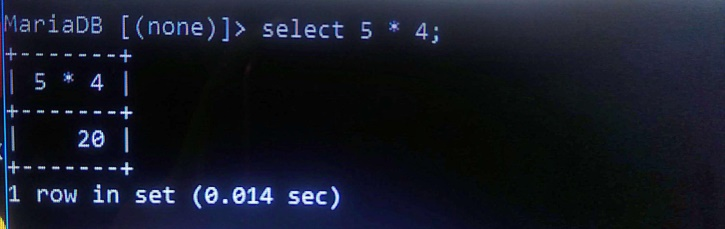 MariaDB [(none)]> select 5 * 4;
+-------+
| 5 * 4 |
+-------+
|    20 |
+-------+
1 row in set (0.014 sec)